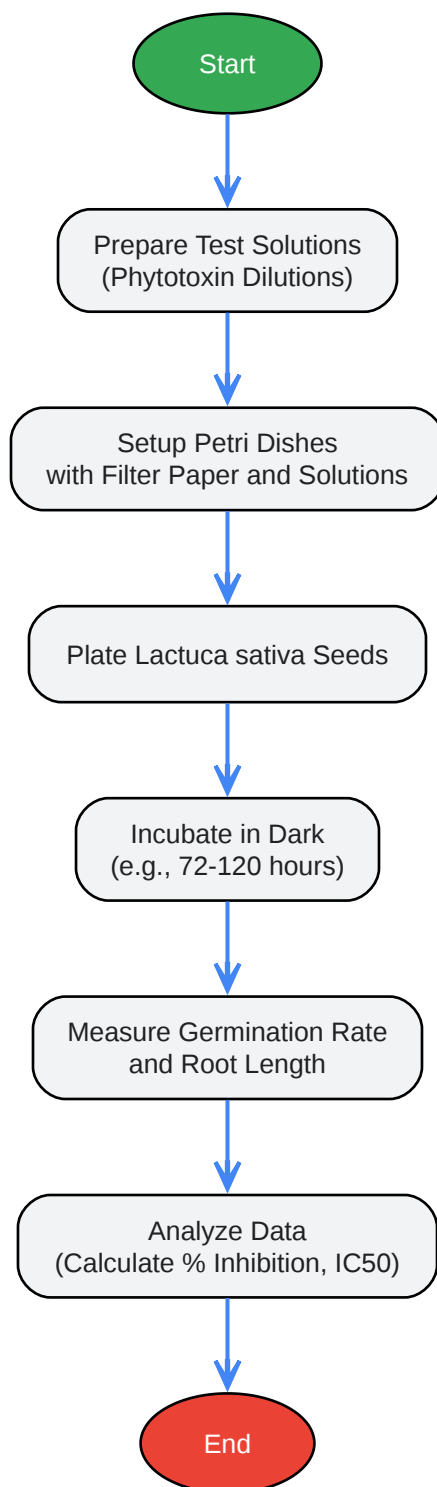 Start
Prepare Test Solutions
(Phytotoxin Dilutions)
Setup Petri Dishes
with Filter Paper and Solutions
Plate Lactuca sativa Seeds
Incubate in Dark
(e.g., 72-120 hours)
Measure Germination Rate
and Root Length
Analyze Data
(Calculate % Inhibition, IC50)
End